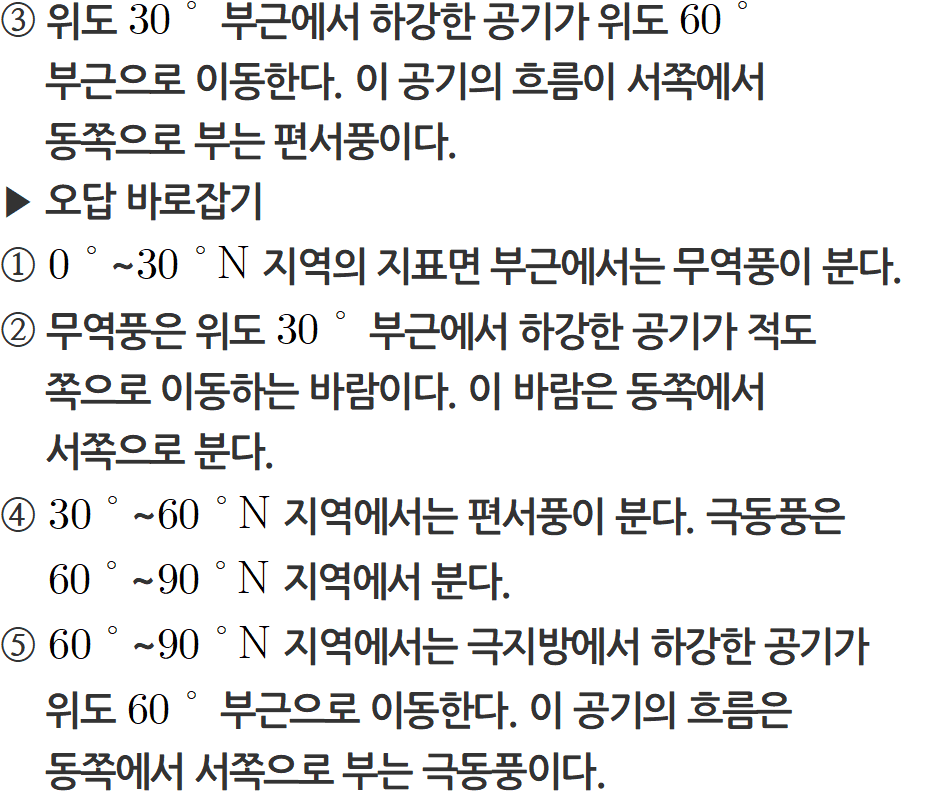 ③ 위도 30° 부근에서 하강한 공기가 위도 60°
부근으로 이동한다. 이 공기의 흐름이 서쪽에서
동쪽으로 부는 편서풍이다.
▶ 오답 바로잡기
① 0°~30°N 지역의 지표면 부근에서는 무역풍이 분다.
② 무역풍은 위도 30° 부근에서 하강한 공기가 적도
쪽으로 이동하는 바람이다. 이 바람은 동쪽에서
서쪽으로 분다.
④ 30°~60°N 지역에서는 편서풍이 분다. 극동풍은
60°~90°N 지역에서 분다.
⑤ 60°~90°N 지역에서는 극지방에서 하강한 공기가
위도 60° 부근으로 이동한다. 이 공기의 흐름은
동쪽에서 서쪽으로 부는 극동풍이다.